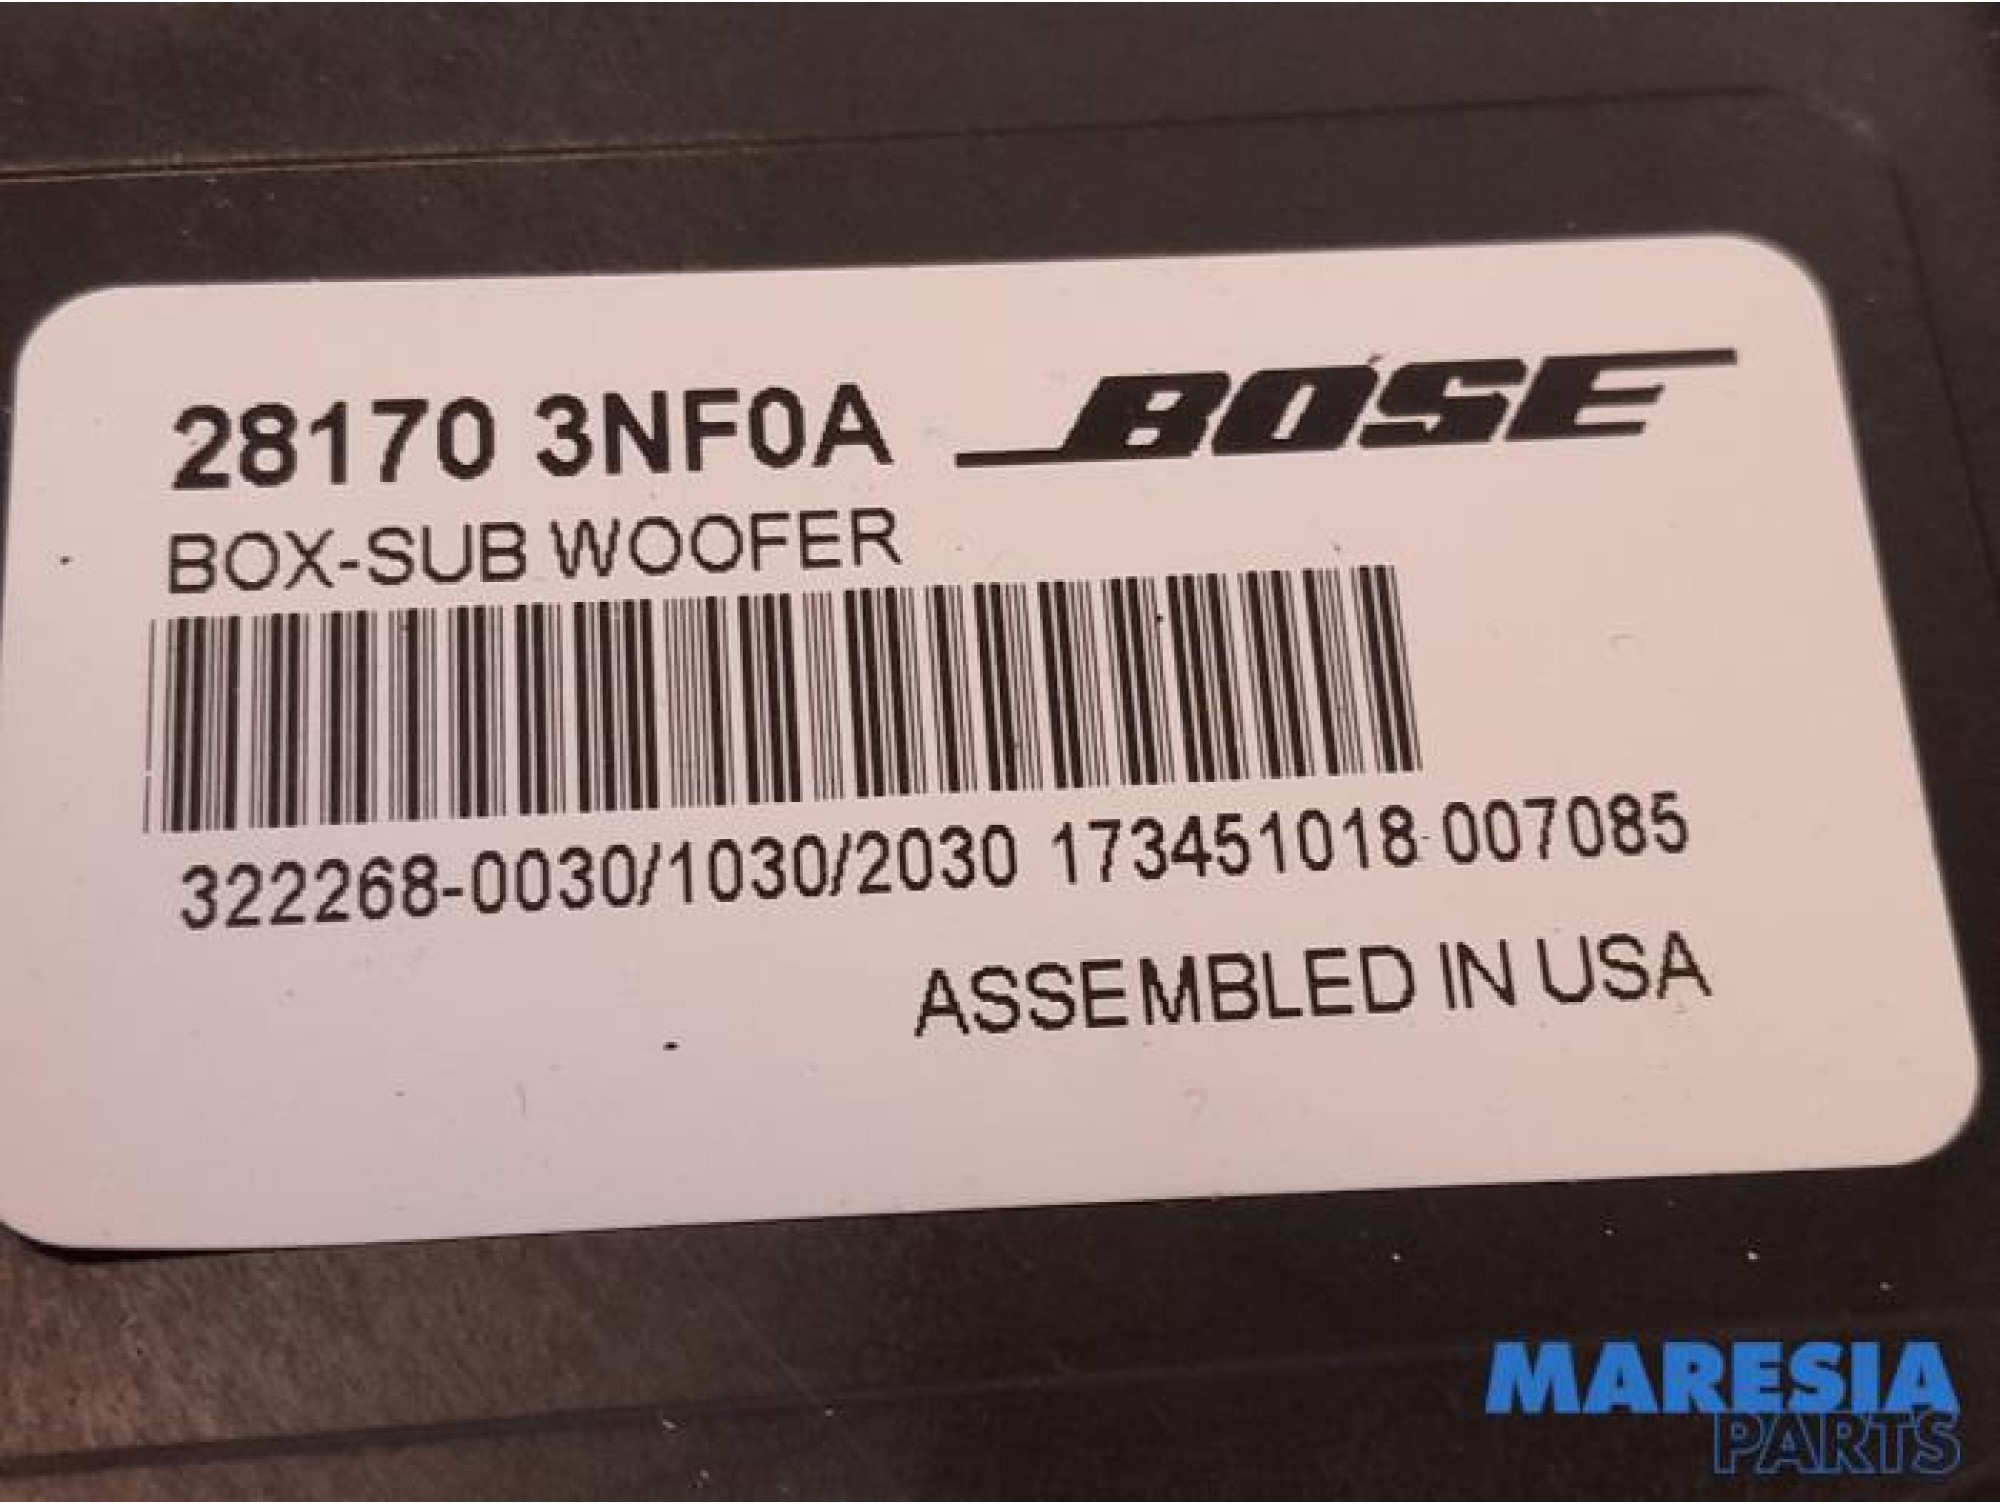 28170 3NF0A BOSE
BOX-SUB WOOFER
322268-0030/1030/2030 173451018-007085
ASSEMBLED IN USA
MARESIA
PARTS